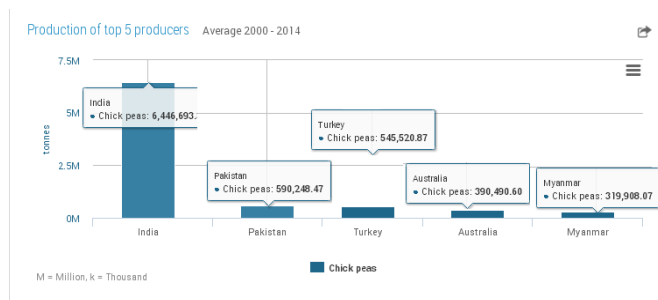 Production of top 5 producers Average 2000 - 2014
7.5M
5M
2.5M
0M
tonnes
India
Chick peas: 6,446,693.
Pakistan
Chick peas: 590,248.47
Turkey
Chick peas: 545,520.87
Australia
Chick peas: 390,490.60
Myanmar
Chick peas: 319,908.07
India Pakistan Turkey Australia Myanmar
Chick peas
M = Million, k = Thousand